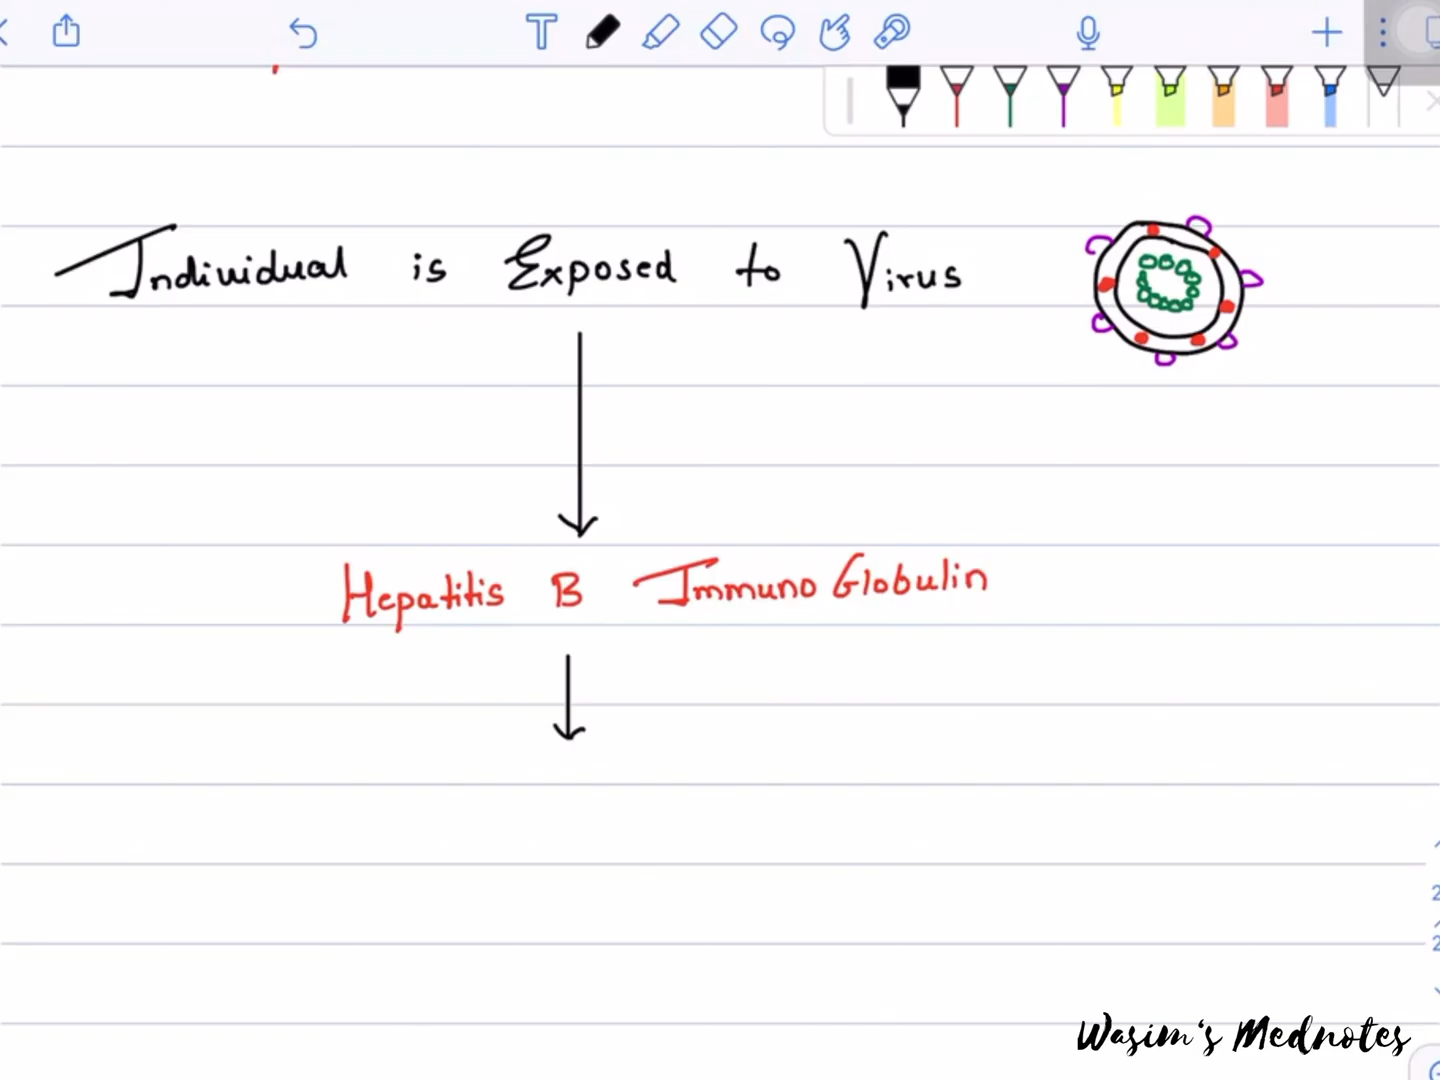 Individual is Exposed to Virus
Hepatitis B Immuno Globulin
Wasim's Mednotes